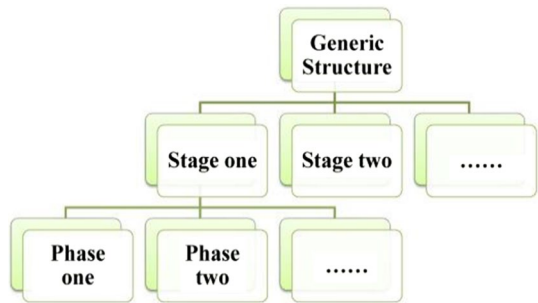 Generic
Structure
Stage one
Stage two
......
Phase
one
Phase
two
......